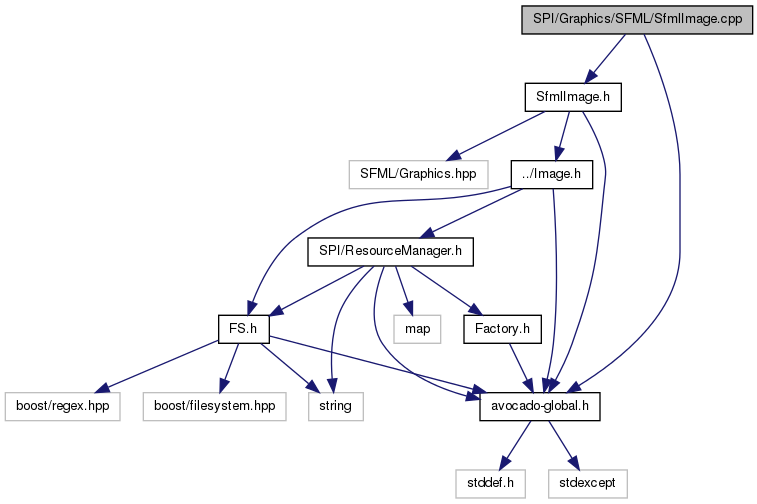 SPI/Graphics/SFML/SfmlImage.cpp
SfmlImage.h
SFML/Graphics.hpp
../Image.h
SPI/ResourceManager.h
FS.h
map
Factory.h
boost/regex.hpp
boost/filesystem.hpp
string
avocado-global.h
stddef.h
stdexcept